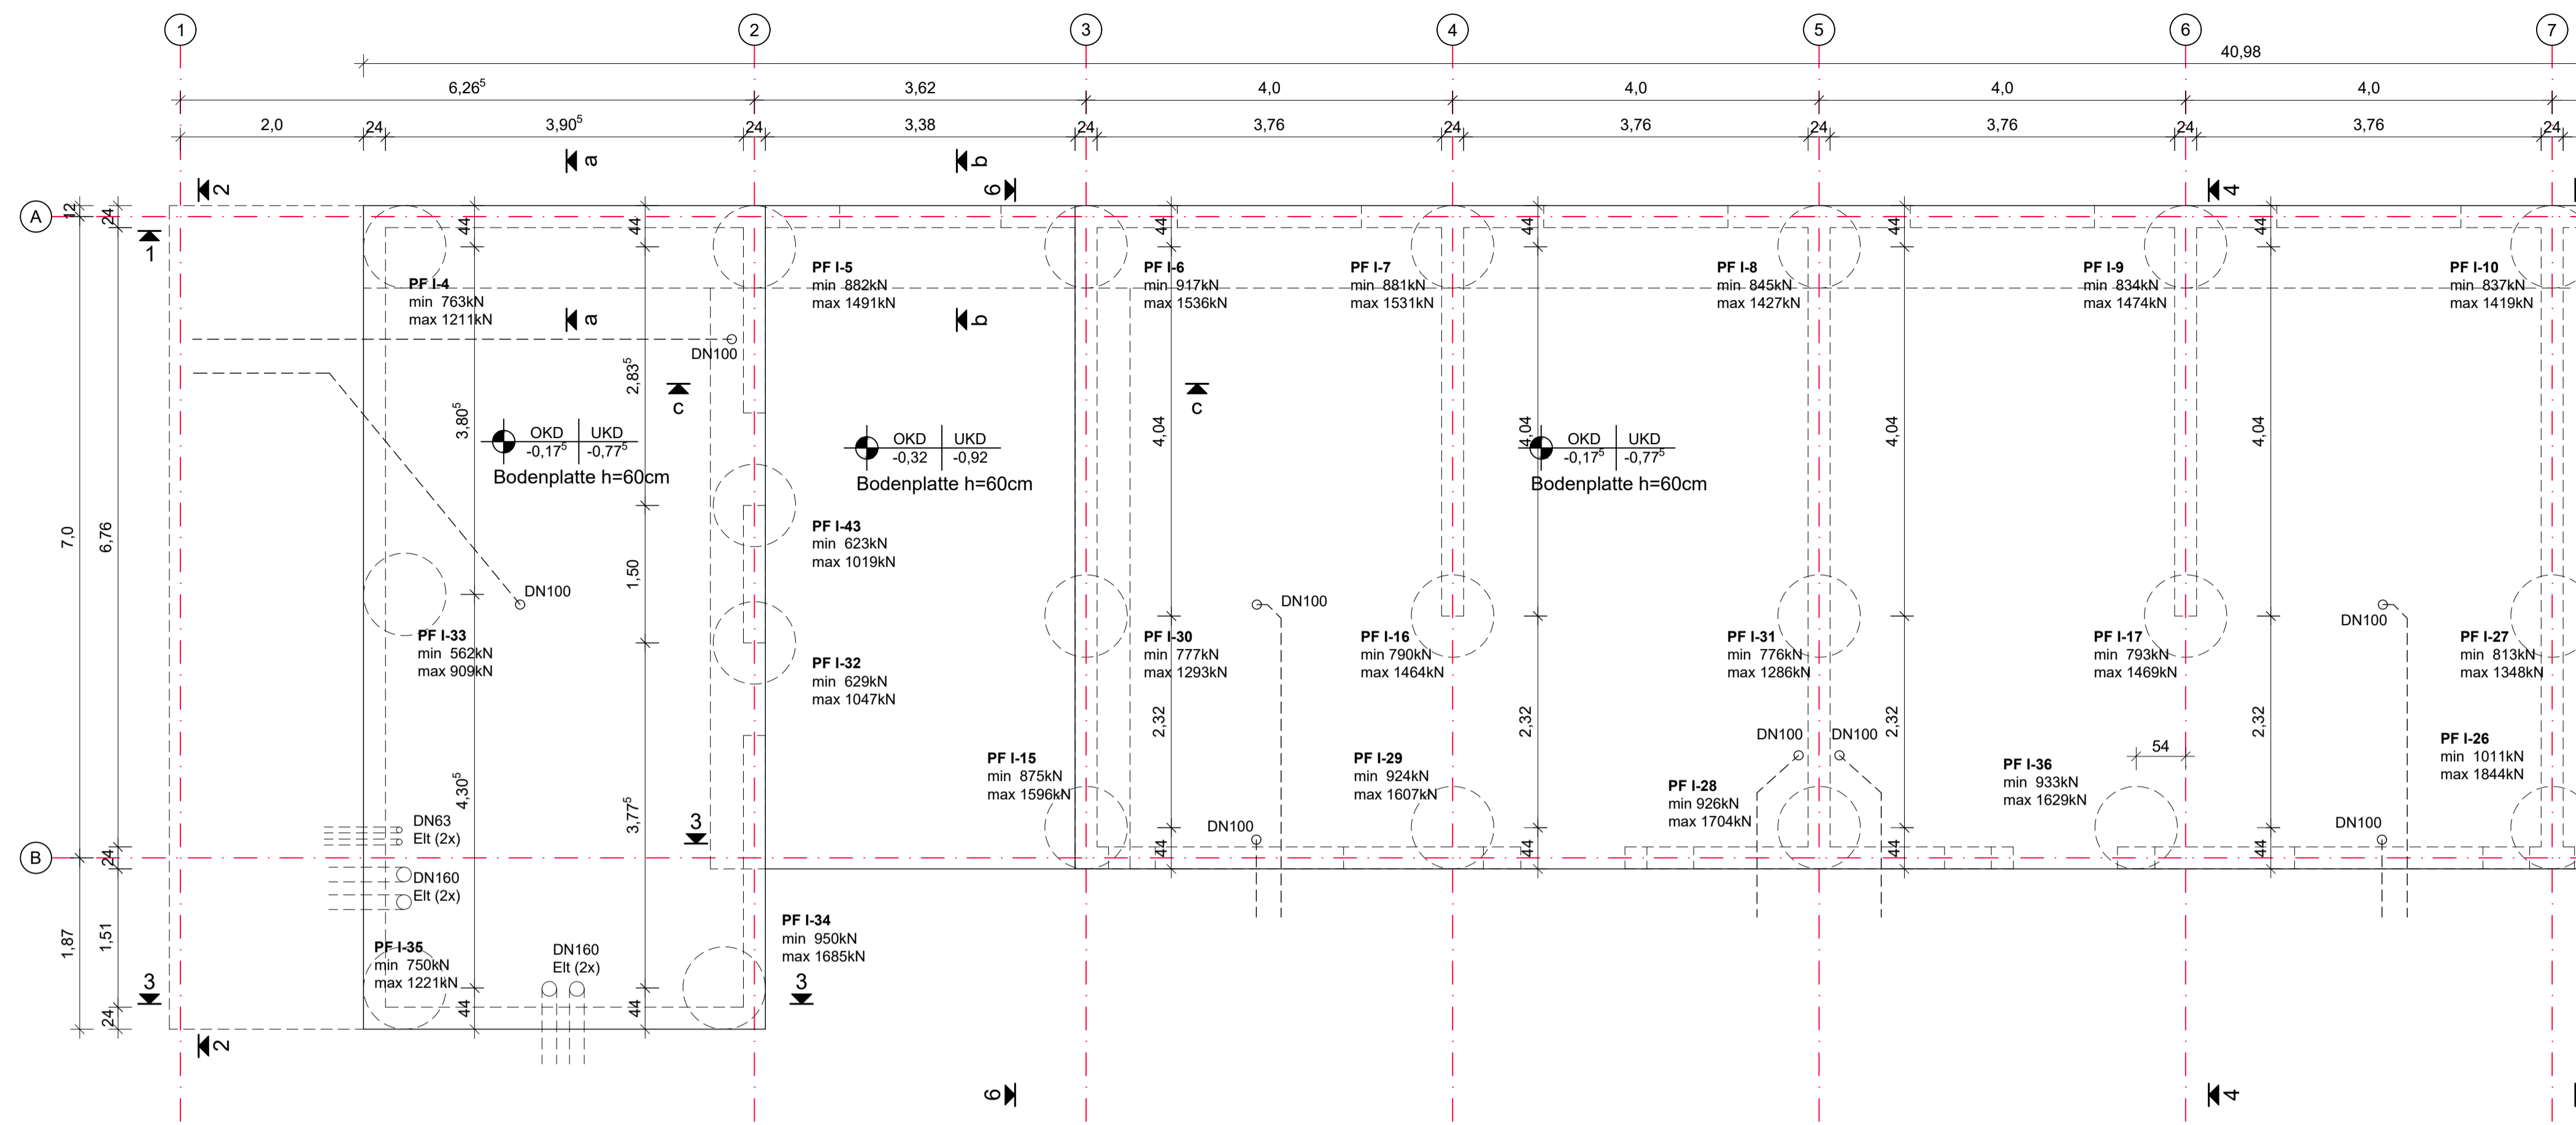 1
2
3
4
5
6
7
40,98
6,26⁵
3,62
4,0
4,0
4,0
4,0
2,0
24
3,90⁵
24
3,38
24
3,76
24
3,76
24
3,76
24
3,76
24
a
b
2
6
4
A
12
24
1
44
44
44
44
44
44
PF I-4
min 763kN
max 1211kN
PF I-5
min 882kN
max 1491kN
PF I-6
min 917kN
max 1536kN
PF I-7
min 881kN
max 1531kN
PF I-8
min 845kN
max 1427kN
PF I-9
min 834kN
max 1474kN
PF I-10
min 837kN
max 1419kN
a
b
DN100
2,83⁵
c
c
3,80⁵
4,04
4,04
4,04
4,04
OKD UKD
-0,17⁵ -0,77⁵
Bodenplatte h=60cm
OKD UKD
-0,32 -0,92
Bodenplatte h=60cm
OKD UKD
-0,17⁵ -0,77⁵
Bodenplatte h=60cm
7,0
6,76
PF I-43
min 623kN
max 1019kN
1,50
DN100
DN100
DN100
PF I-33
min 562kN
max 909kN
PF I-32
min 629kN
max 1047kN
PF I-30
min 777kN
max 1293kN
PF I-16
min 790kN
max 1464kN
PF I-31
min 776kN
max 1286kN
PF I-17
min 793kN
max 1469kN
PF I-27
min 813kN
max 1348kN
2,32
2,32
2,32
2,32
DN100
DN100
54
PF I-15
min 875kN
max 1596kN
PF I-29
min 924kN
max 1607kN
PF I-28
min 926kN
max 1704kN
PF I-36
min 933kN
max 1629kN
PF I-26
min 1011kN
max 1844kN
4,30⁵
3,77⁵
3
DN63
Elt (2x)
DN100
DN100
B
24
44
44
44
44
DN160
Elt (2x)
1,87
1,51
PF I-35
min 750kN
max 1221kN
DN160
Elt (2x)
PF I-34
min 950kN
max 1685kN
3
3
24
44
44
2
6
4